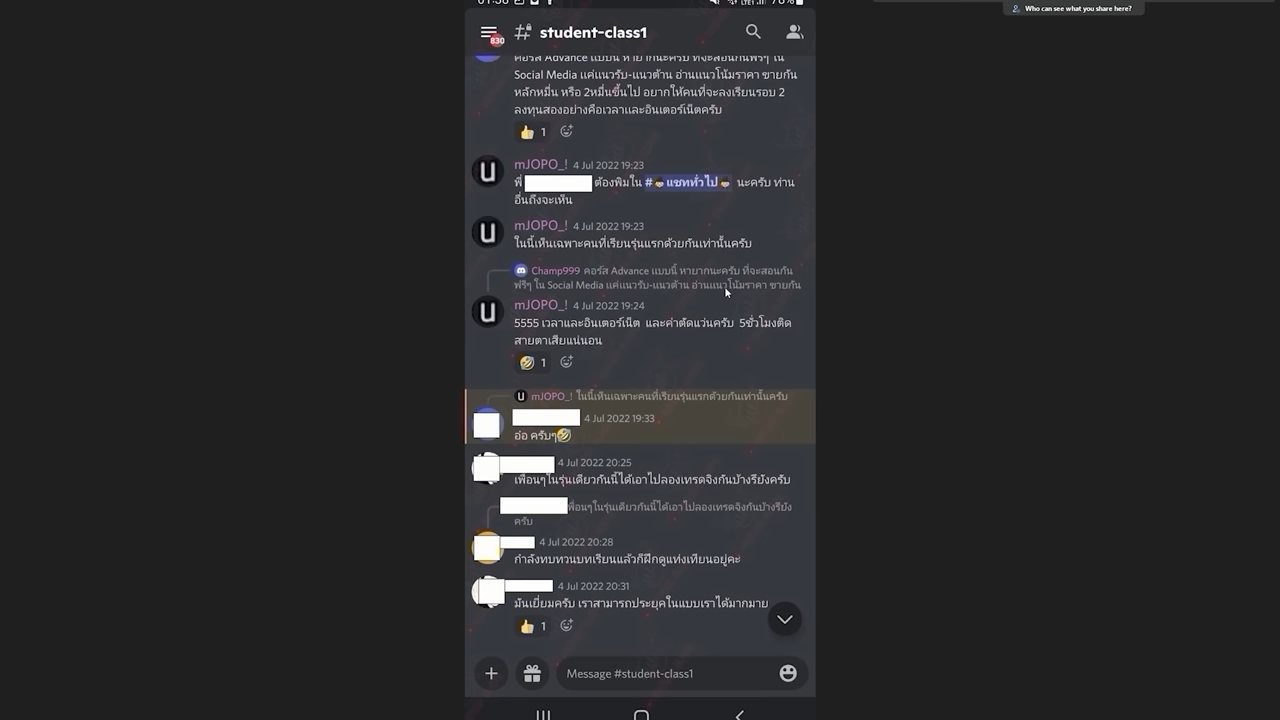 Who can see what you share here?
830
student-class1
คอร์ส Advance แบบนี้ หายากนะครับ ที่จะสอนกันฟรีๆ ใน
Social Media แค่แนวรับ-แนวต้าน อ่านแนวโน้มราคา ขายกัน
หลักหมื่น หรือ 2หมื่นขึ้นไป อยากให้คนที่จะลงเรียนรอบ 2
ลงทุนสองอย่างคือเวลาและอินเตอร์เน็ตครับ
👍 1
mJOPO_! 4 Jul 2022 19:23
พี่ ต้องพิมใน #แชททั่วไป นะครับ ท่าน
อื่นถึงจะเห็น
mJOPO_! 4 Jul 2022 19:23
ในนี้เห็นเฉพาะคนที่เรียนรุ่นแรกด้วยกันเท่านั้นครับ
Champ999 คอร์ส Advance แบบนี้ หายากนะครับ ที่จะสอนกัน
ฟรีๆ ใน Social Media แค่แนวรับ-แนวต้าน อ่านแนวโน้มราคา ขายกัน
mJOPO_! 4 Jul 2022 19:24
5555 เวลาและอินเตอร์เน็ต และค่าตัดแว่นครับ 5ชั่วโมงติด
สายตาเสียแน่นอน
🤣 1
mJOPO_! ในนี้เห็นเฉพาะคนที่เรียนรุ่นแรกด้วยกันเท่านั้นครับ
4 Jul 2022 19:33
อ๋อ ครับๆ🤣
4 Jul 2022 20:25
เพื่อนๆในรุ่นเดียวกันนี้ได้เอาไปลองเทรดจิงกันบ้างรึยังครับ
พื่อนๆในรุ่นเดียวกันนี้ได้เอาไปลองเทรดจิงกันบ้างรึยัง
ครับ
4 Jul 2022 20:28
กำลังทบทวนบทเรียนแล้วก็ฝึกดูแท่งเทียนอยู่คะ
4 Jul 2022 20:31
มันเยี่ยมครับ เราสามารถประยุคในแบบเราได้มากมาย
👍 1
Message #student-class1